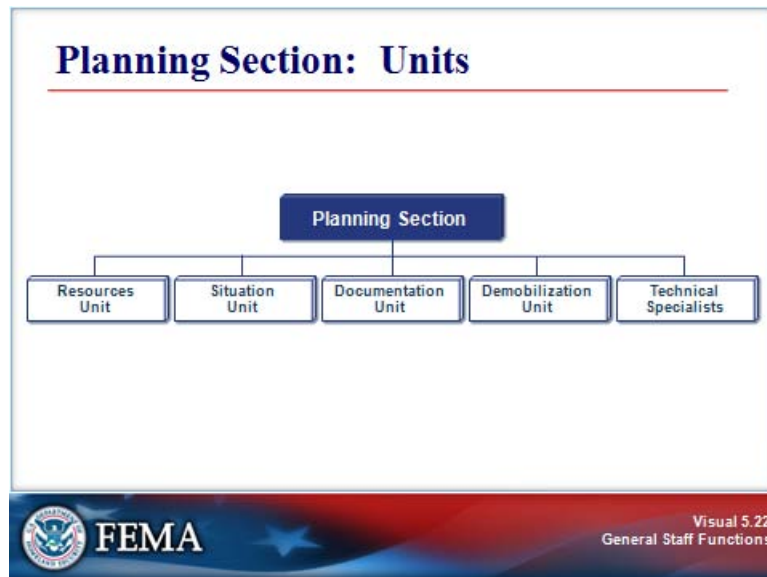 Planning Section: Units
Planning Section
Resources
Unit
Situation
Unit
Documentation
Unit
Demobilization
Unit
Technical
Specialists
FEMA
Visual 5.22
General Staff Functions